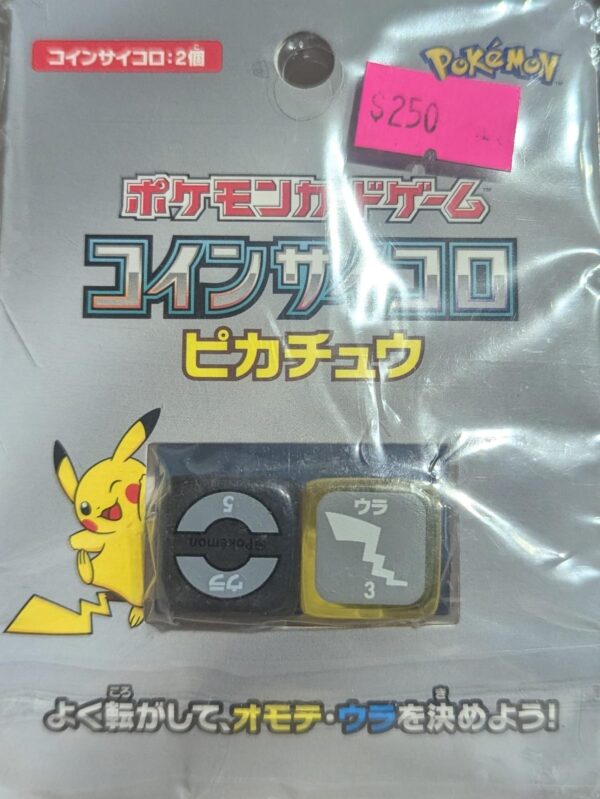 コインサイコロ:2個
POKéMON
$250
ポケモンカードゲーム
コインサイコロ
ピカチュウ
5
©Pokémon
ウラ
ウラ
3
よく転がして、オモテ・ウラを決めよう!